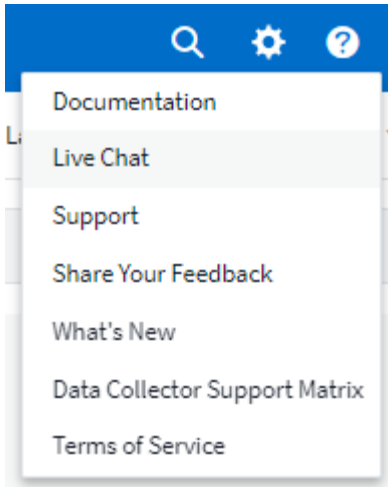 Documentation
Live Chat
Support
Share Your Feedback
What's New
Data Collector Support Matrix
Terms of Service